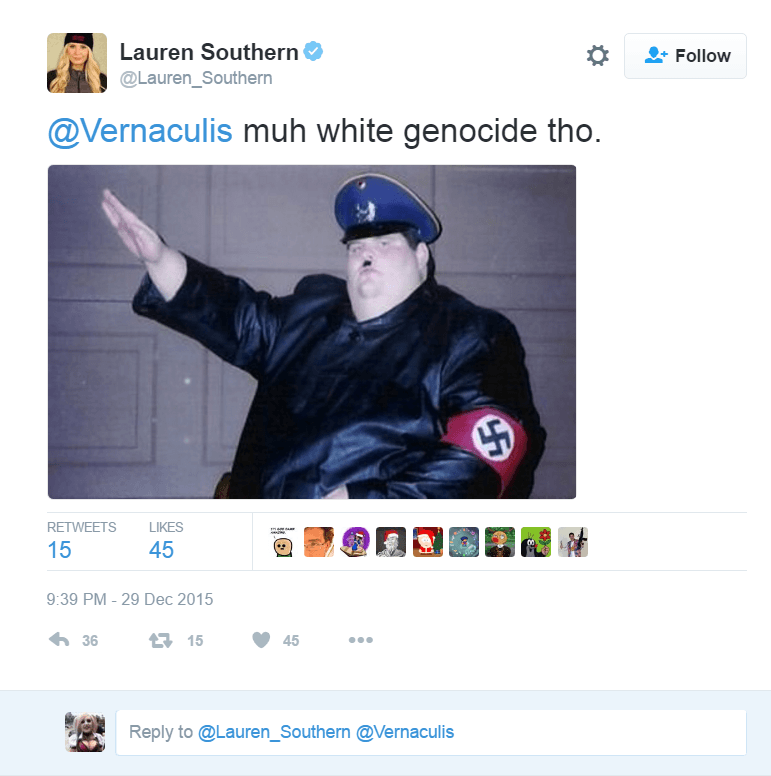 Lauren Southern
@Lauren_Southern
Follow
@Vernaculis muh white genocide tho.
RETWEETS LIKES
15 45
9:39 PM - 29 Dec 2015
36 15 45
Reply to @Lauren_Southern @Vernaculis